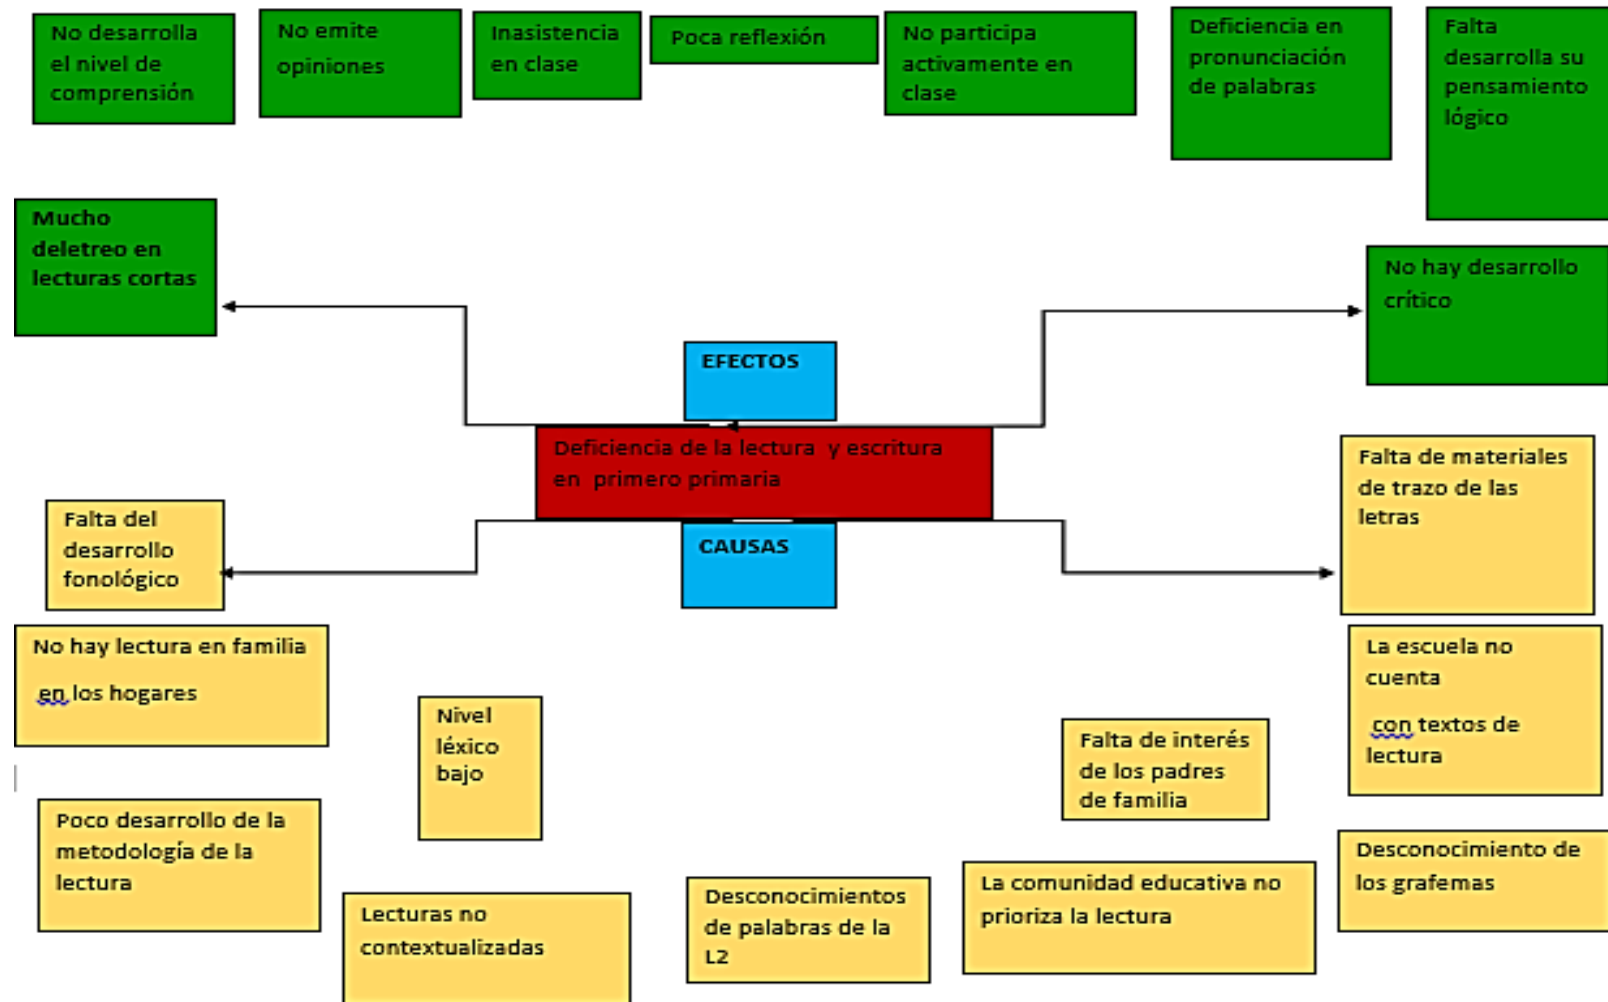 No desarrolla
el nivel de
comprensión
No emite
opiniones
Inasistencia
en clase
Poca reflexión
No participa
activamente en
clase
Deficiencia en
pronunciación
de palabras
Falta
desarrolla su
pensamiento
lógico
Mucho
deletreo en
lecturas cortas
No hay desarrollo
crítico
EFECTOS
Deficiencia de la lectura y escritura
en primero primaria
CAUSAS
Falta de materiales
de trazo de las
letras
Falta del
desarrollo
fonológico
No hay lectura en familia
en los hogares
La escuela no
cuenta
con textos de
lectura
Nivel
léxico
bajo
Falta de interés
de los padres
de familia
Poco desarrollo de la
metodología de la
lectura
Desconocimiento de
los grafemas
Lecturas no
contextualizadas
Desconocimientos
de palabras de la
L2
La comunidad educativa no
prioriza la lectura